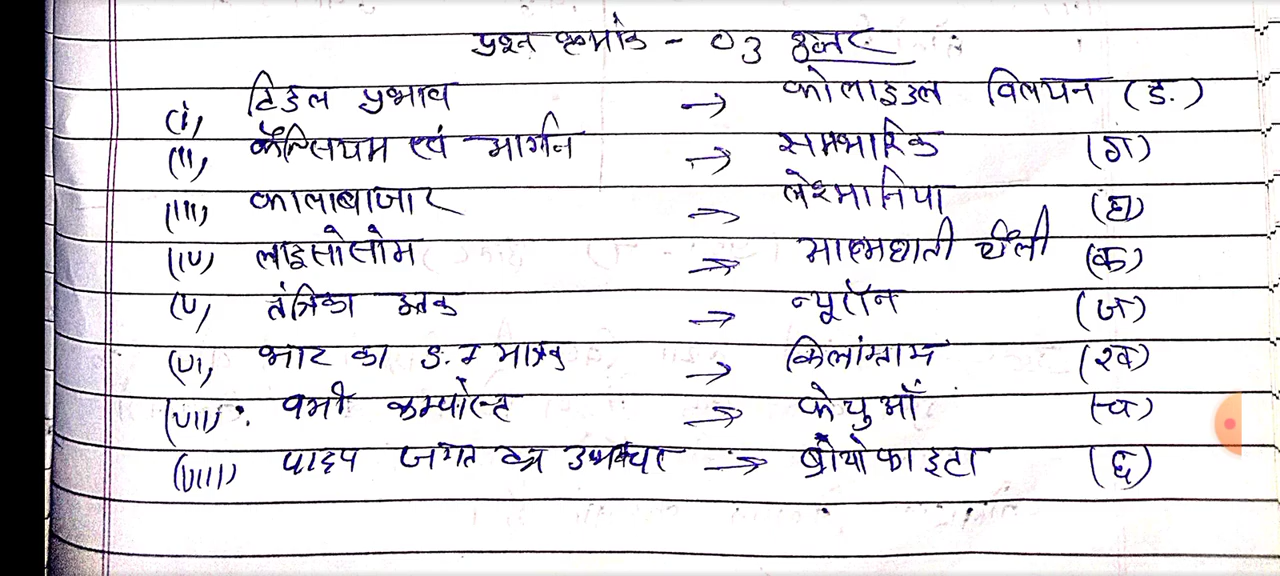 प्रश्न क्रमांक - 03 उत्तर
(i) टिंडल प्रभाव → कोलाइडल विलयन (ड.)
(ii) कैल्सियम एवं आर्गन → समभारिक (ग)
(iii) कालाबाजार → लेश्मानिया (घ)
(iv) लाइसोसोम → आत्मघाती थैली (क)
(v) तंत्रिका ऊतक → न्यूरॉन (ज)
(vi) भार का S.I मात्रक → किलोग्राम (ख)
(vii) वर्मी कम्पोस्ट → केचुआँ (च)
(viii) पादप जगत का उभयचर → ब्रीयोफाइटा (छ)